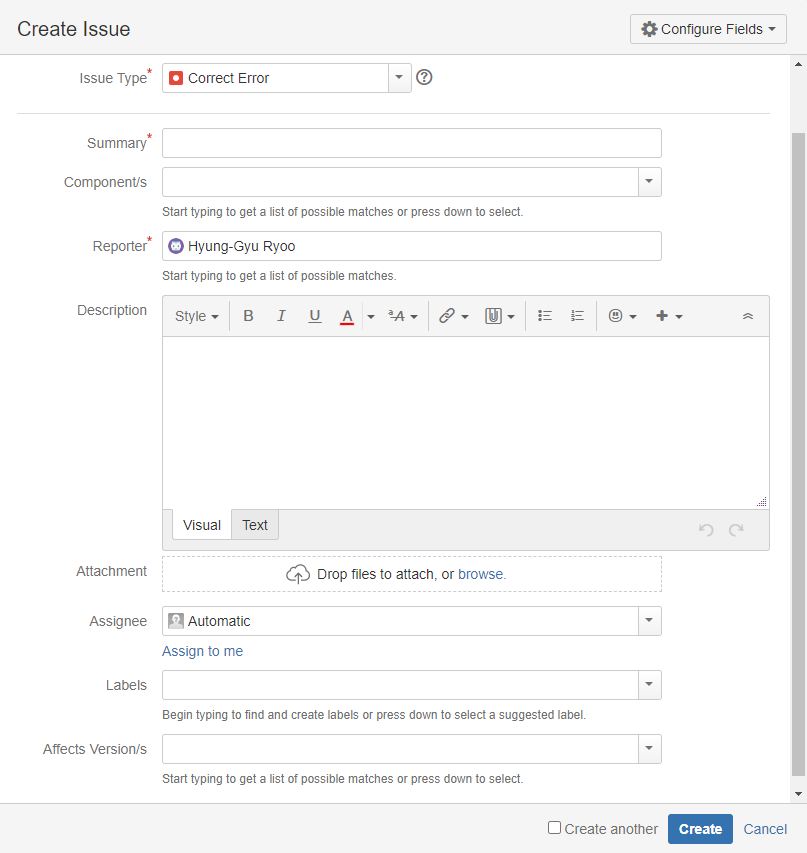 Create Issue
Configure Fields
Issue Type*
Correct Error
Summary*
Component/s
Start typing to get a list of possible matches or press down to select.
Reporter*
Hyung-Gyu Ryoo
Start typing to get a list of possible matches.
Description
Style B I U A ªA
Visual Text
Attachment
Drop files to attach, or browse.
Assignee
Automatic
Assign to me
Labels
Begin typing to find and create labels or press down to select a suggested label.
Affects Version/s
Start typing to get a list of possible matches or press down to select.
Create another Create Cancel